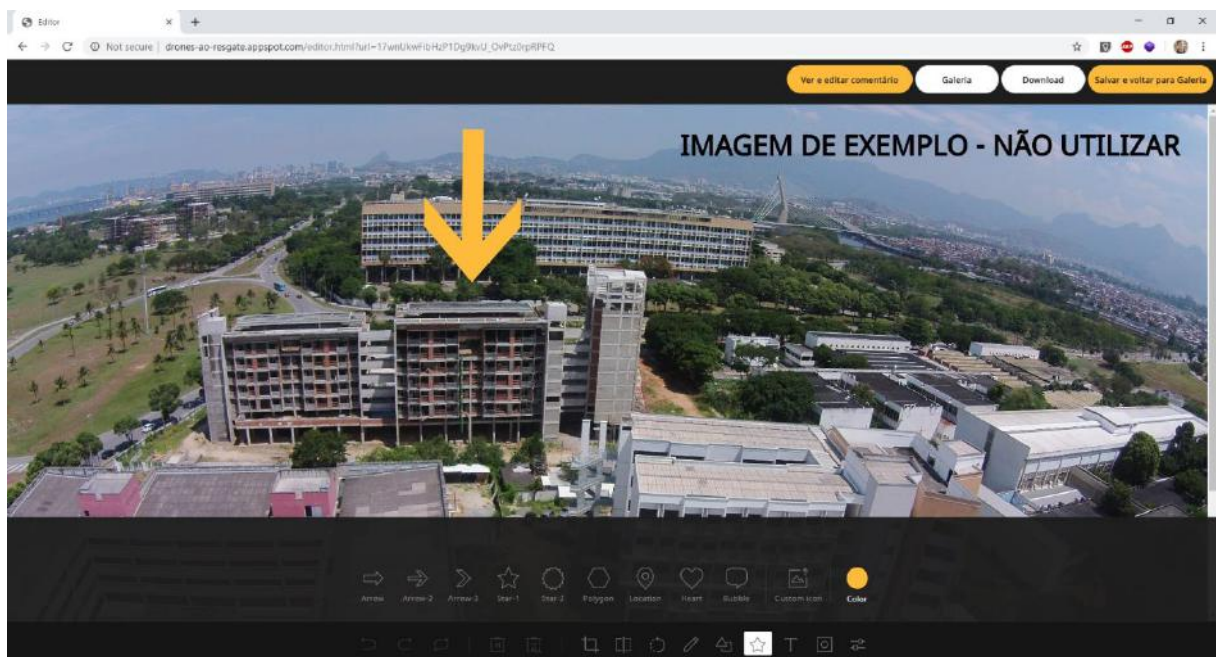 Editor
Not secure | drones-ao-resgate.appspot.com/editor.html?url=
Ver e editar comentário
Galeria
Download
Salvar e voltar para Galeria
IMAGEM DE EXEMPLO - NÃO UTILIZAR
Arrow Arrow-2 Arrow-3 Star-1 Star-2 Polygon Location Heart Bubble Custom icon Color